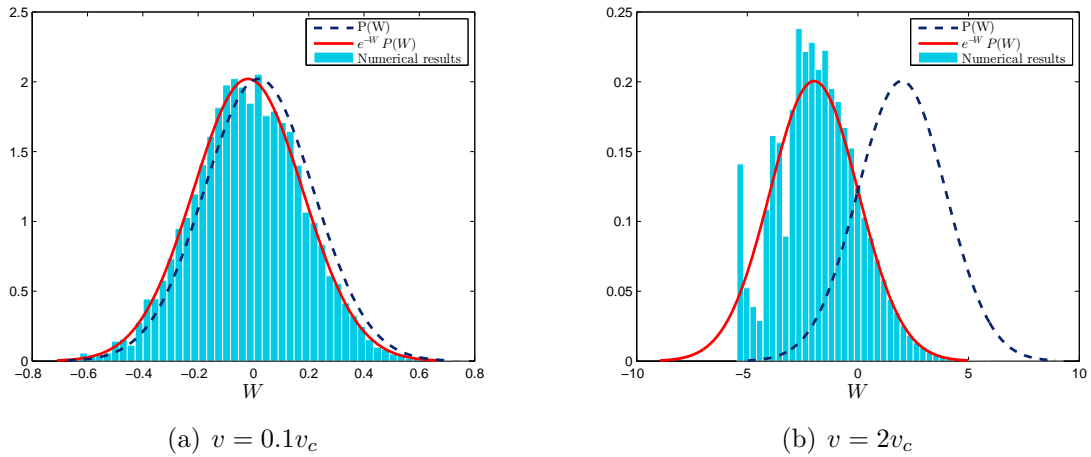 2.5
2
1.5
1
0.5
0
−0.8 −0.6 −0.4 −0.2 0 0.2 0.4 0.6 0.8
W
P(W)
e^{-W} P(W)
Numerical results
(a) v = 0.1v_c
0.25
0.2
0.15
0.1
0.05
0
−10 −5 0 5 10
W
P(W)
e^{-W} P(W)
Numerical results
(b) v = 2v_c